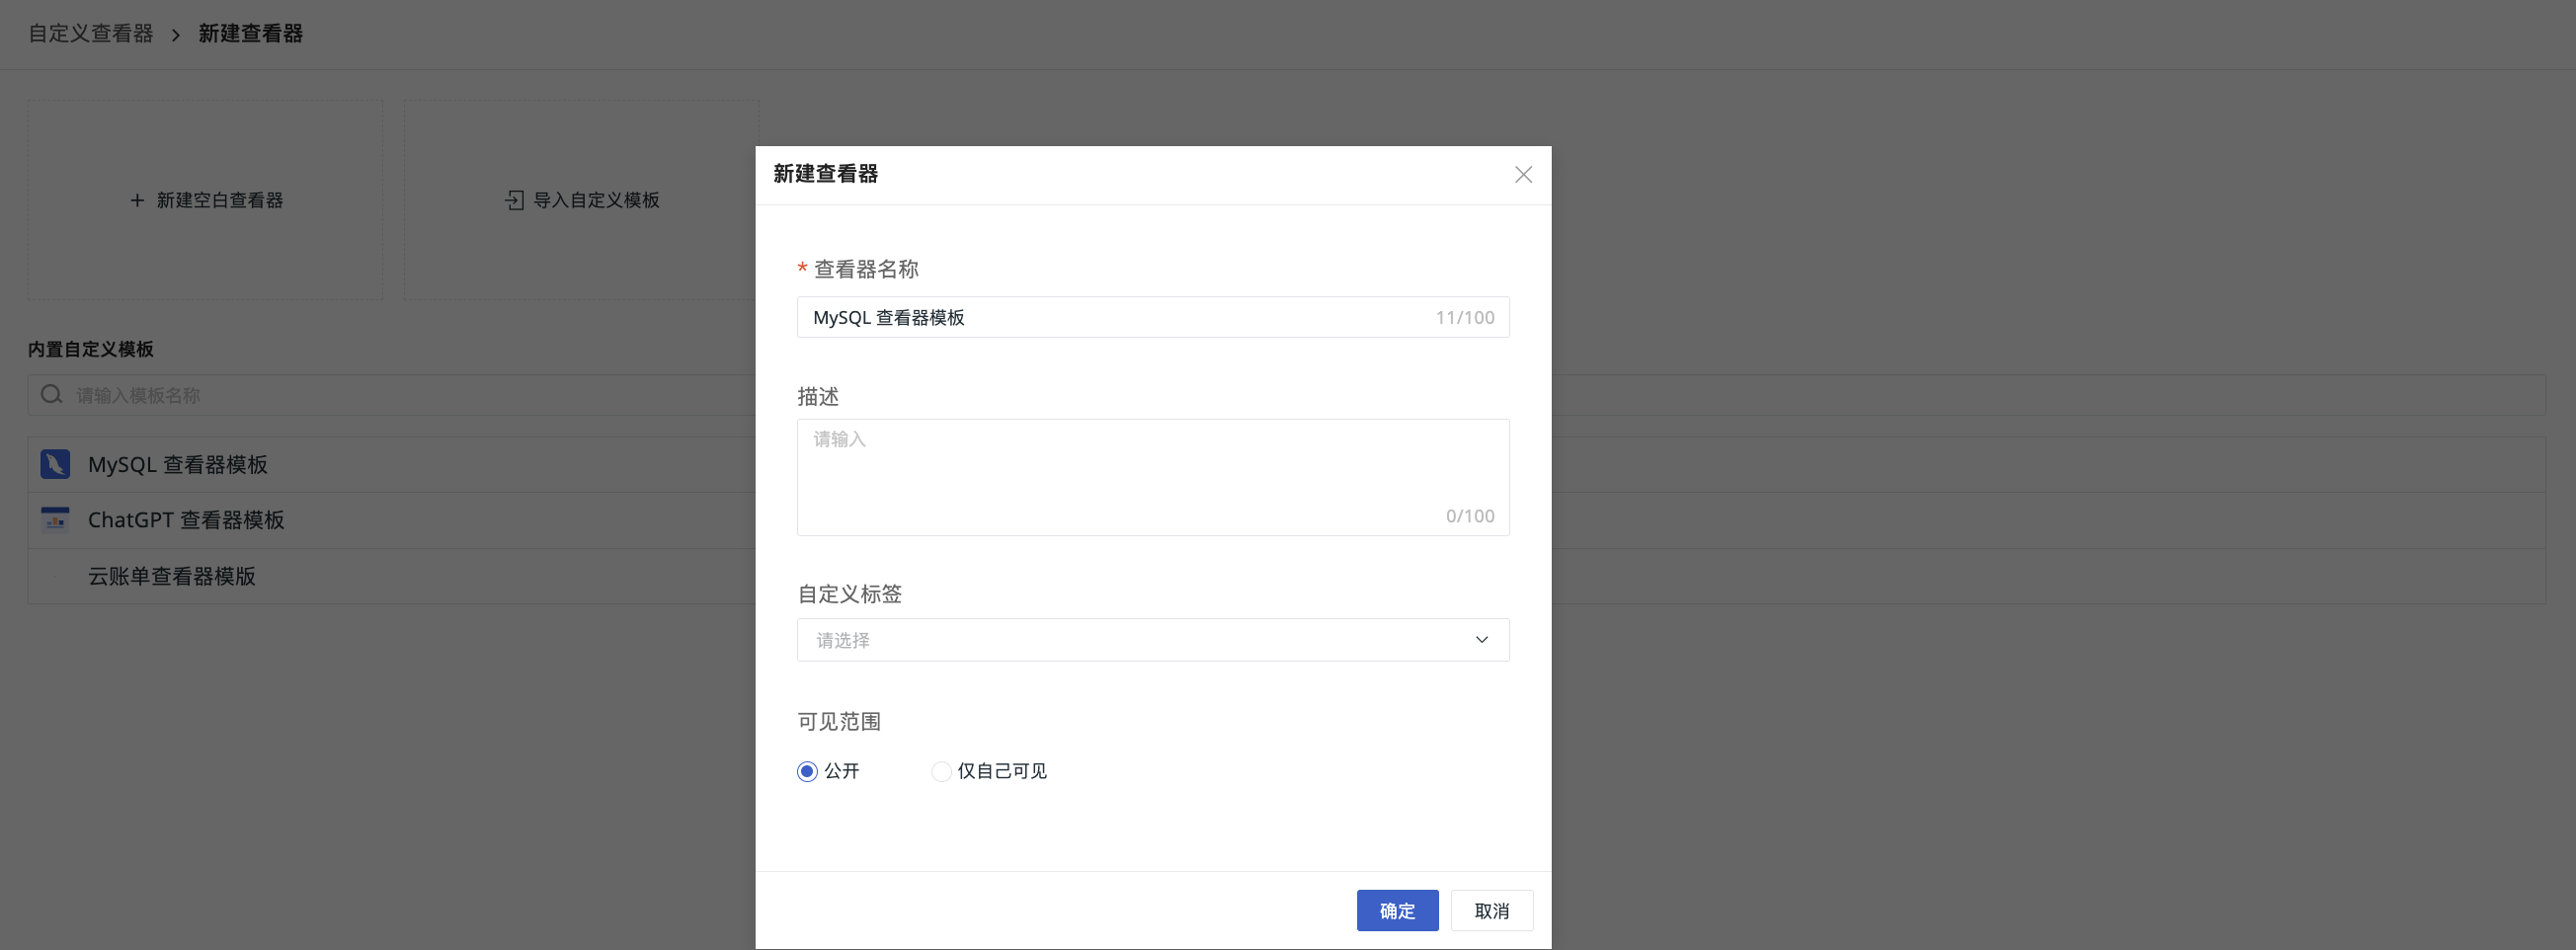 自定义查看器 > 新建查看器
+ 新建空白查看器
导入自定义模板
内置自定义模板
请输入模板名称
MySQL 查看器模板
ChatGPT 查看器模板
云账单查看器模版
新建查看器
* 查看器名称
MySQL 查看器模板 11/100
描述
请输入
0/100
自定义标签
请选择
可见范围
公开 仅自己可见
确定 取消